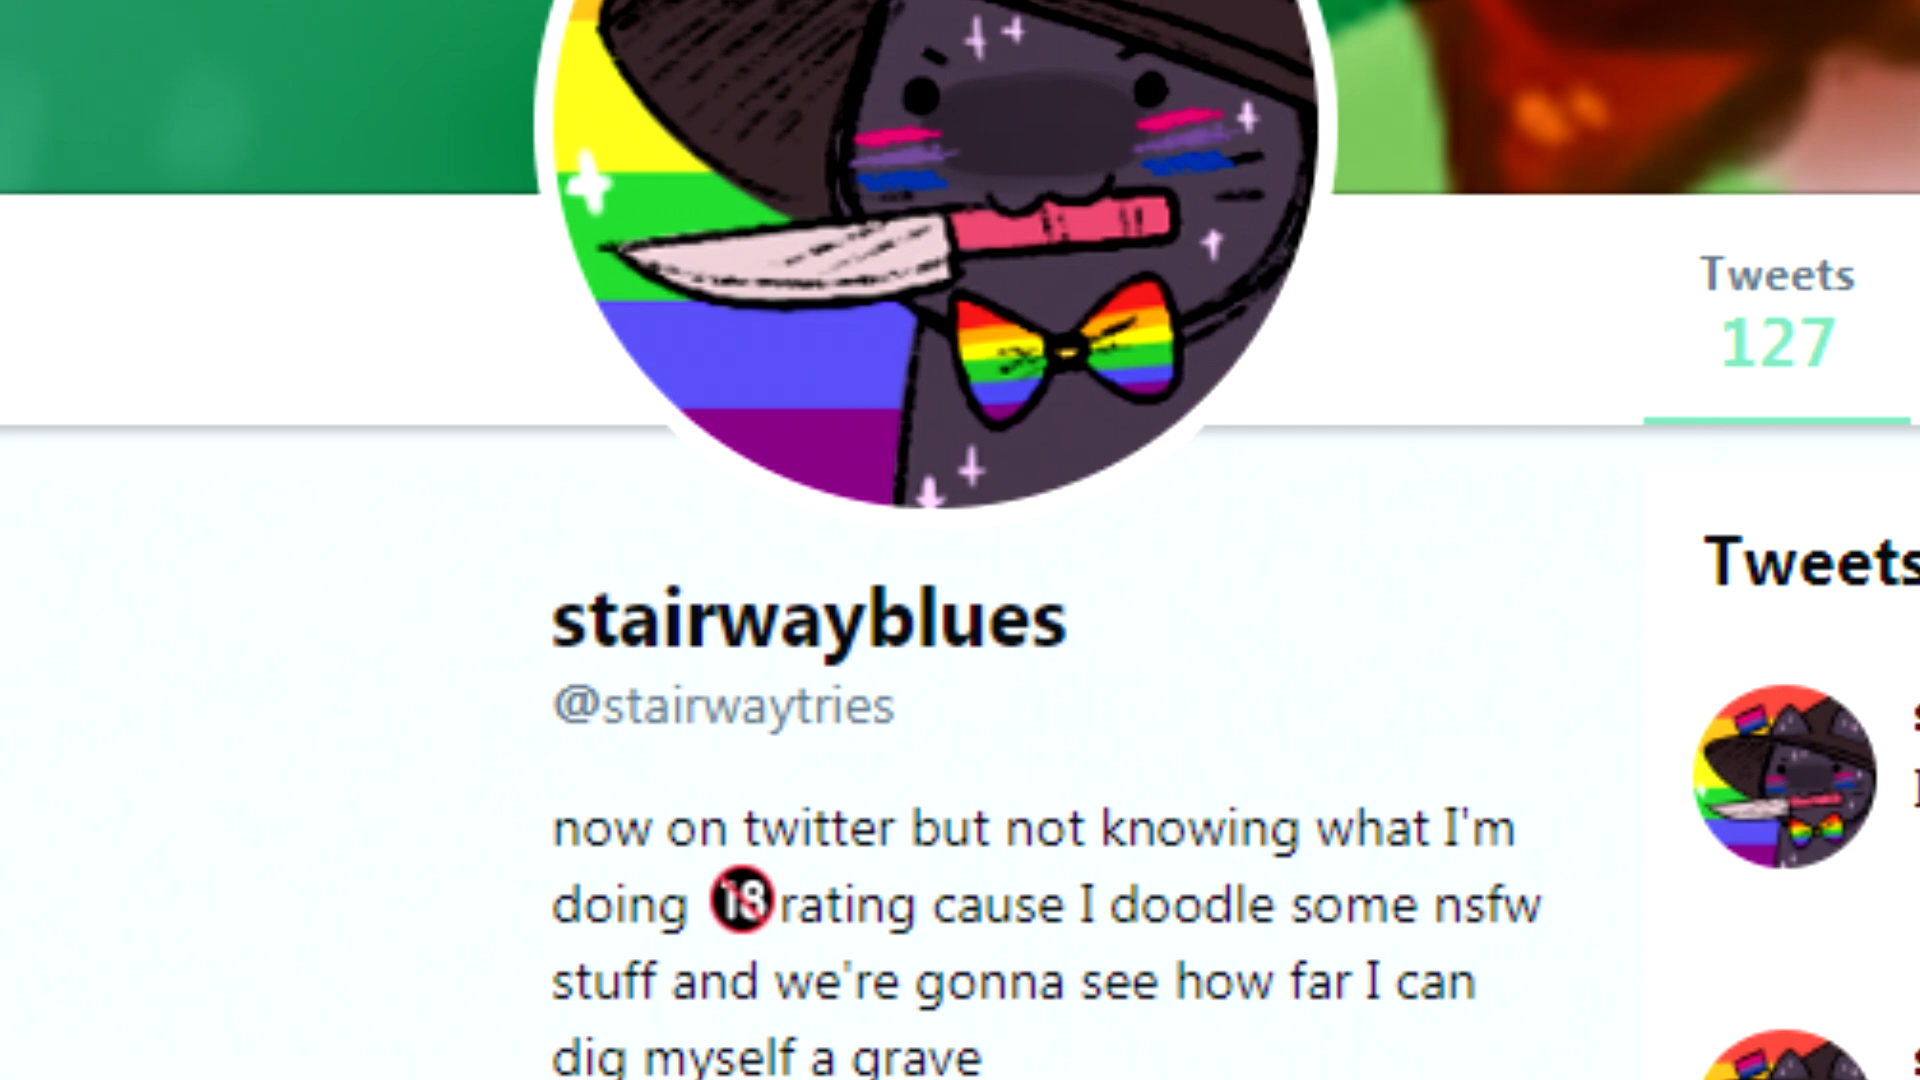 Tweets
127
stairwayblues
@stairwaytries
now on twitter but not knowing what I'm
doing 🔞rating cause I doodle some nsfw
stuff and we're gonna see how far I can
dig myself a grave
Tweets